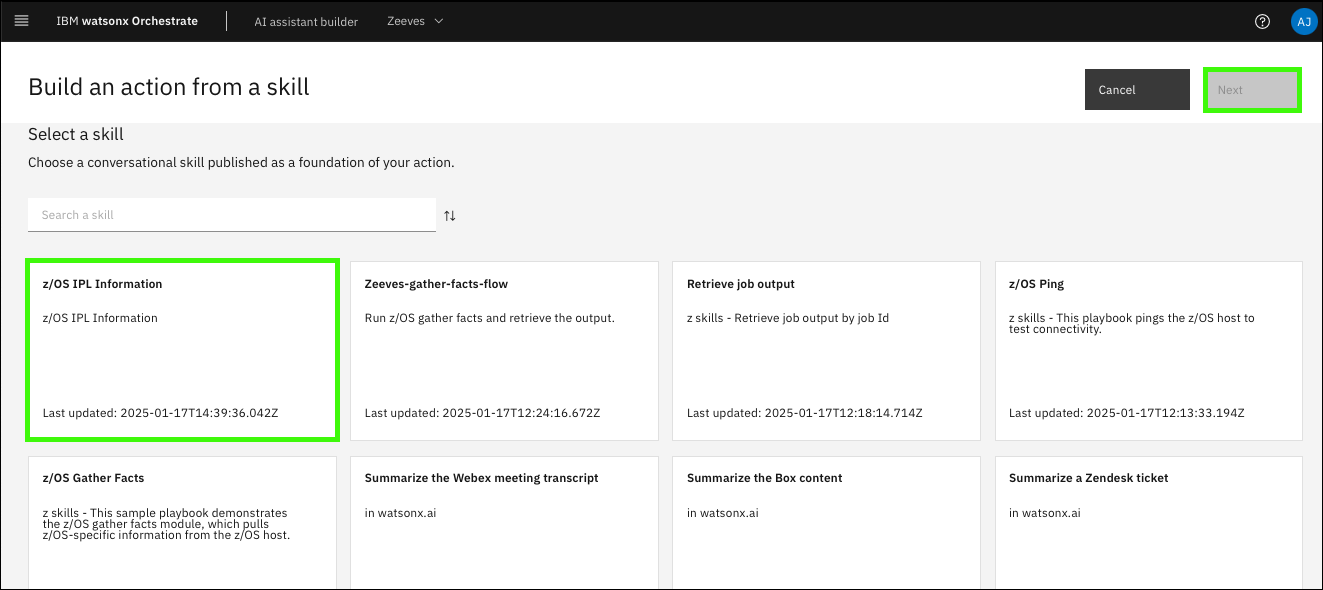 IBM watsonx Orchestrate
AI assistant builder
Zeeves
AJ
Build an action from a skill
Cancel
Next
Select a skill
Choose a conversational skill published as a foundation of your action.
Search a skill
z/OS IPL Information
z/OS IPL Information
Last updated: 2025-01-17T14:39:36.042Z
Zeeves-gather-facts-flow
Run z/OS gather facts and retrieve the output.
Last updated: 2025-01-17T12:24:16.672Z
Retrieve job output
z skills - Retrieve job output by job Id
Last updated: 2025-01-17T12:18:14.714Z
z/OS Ping
z skills - This playbook pings the z/OS host to
test connectivity.
Last updated: 2025-01-17T12:13:33.194Z
z/OS Gather Facts
z skills - This sample playbook demonstrates
the z/OS gather facts module, which pulls
z/OS-specific information from the z/OS host.
Summarize the Webex meeting transcript
in watsonx.ai
Summarize the Box content
in watsonx.ai
Summarize a Zendesk ticket
in watsonx.ai